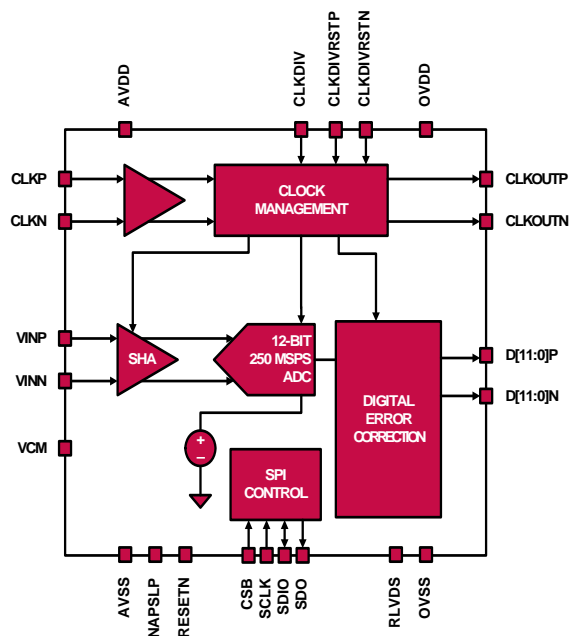 AVDD
CLKDIV
CLKDIVRSTP
CLKDIVRSTN
OVDD
CLKP
CLKN
CLOCK
MANAGEMENT
CLKOUTP
CLKOUTN
VINP
VINN
SHA
12-BIT
250 MSPS
ADC
D[11:0]P
D[11:0]N
DIGITAL
ERROR
CORRECTION
VCM
+
–
SPI
CONTROL
AVSS
NAPSLP
RESETN
CSB
SCLK
SDIO
SDO
RLVDS
OVSS